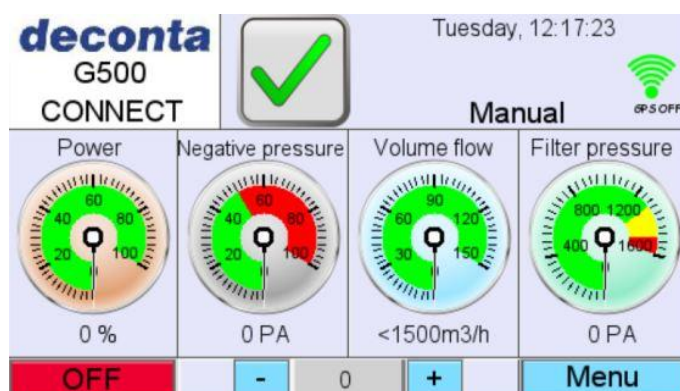 deconta
G500
CONNECT
Tuesday, 12:17:23
Manual
GPS OFF
Power
20
40
60
80
100
0 %
Negative pressure
20
40
60
80
100
0 PA
Volume flow
30
60
90
120
150
<1500m3/h
Filter pressure
400
800
1200
1600
0 PA
OFF
-
0
+
Menu